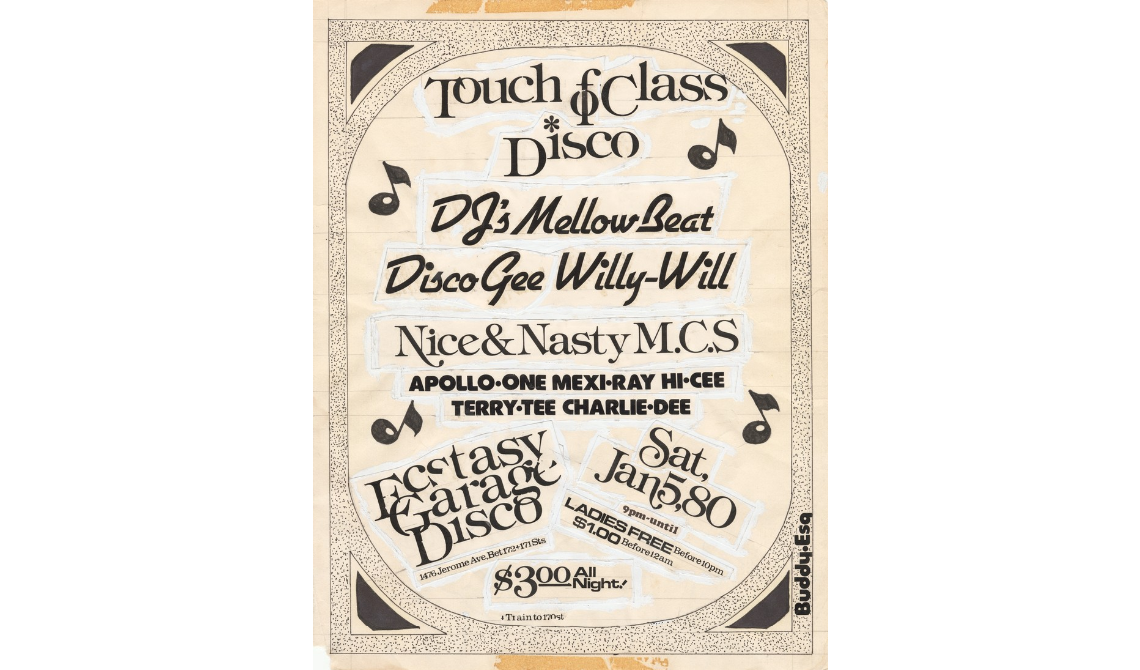 Touch of Class
Disco
DJ's Mellow Beat
Disco Gee Willy-Will
Nice & Nasty M.C.S
APOLLO·ONE MEXI·RAY HI·CEE
TERRY·TEE CHARLIE·DEE
Ecstasy
Garage
Disco
1476 Jerome Ave, Bet 172+171 Sts
Sat,
Jan 5, 80
9pm-until
LADIES FREE Before 10pm
$1.00 Before 12am
$3.00 All
Night!
Train to 170 st
Buddy·Esq